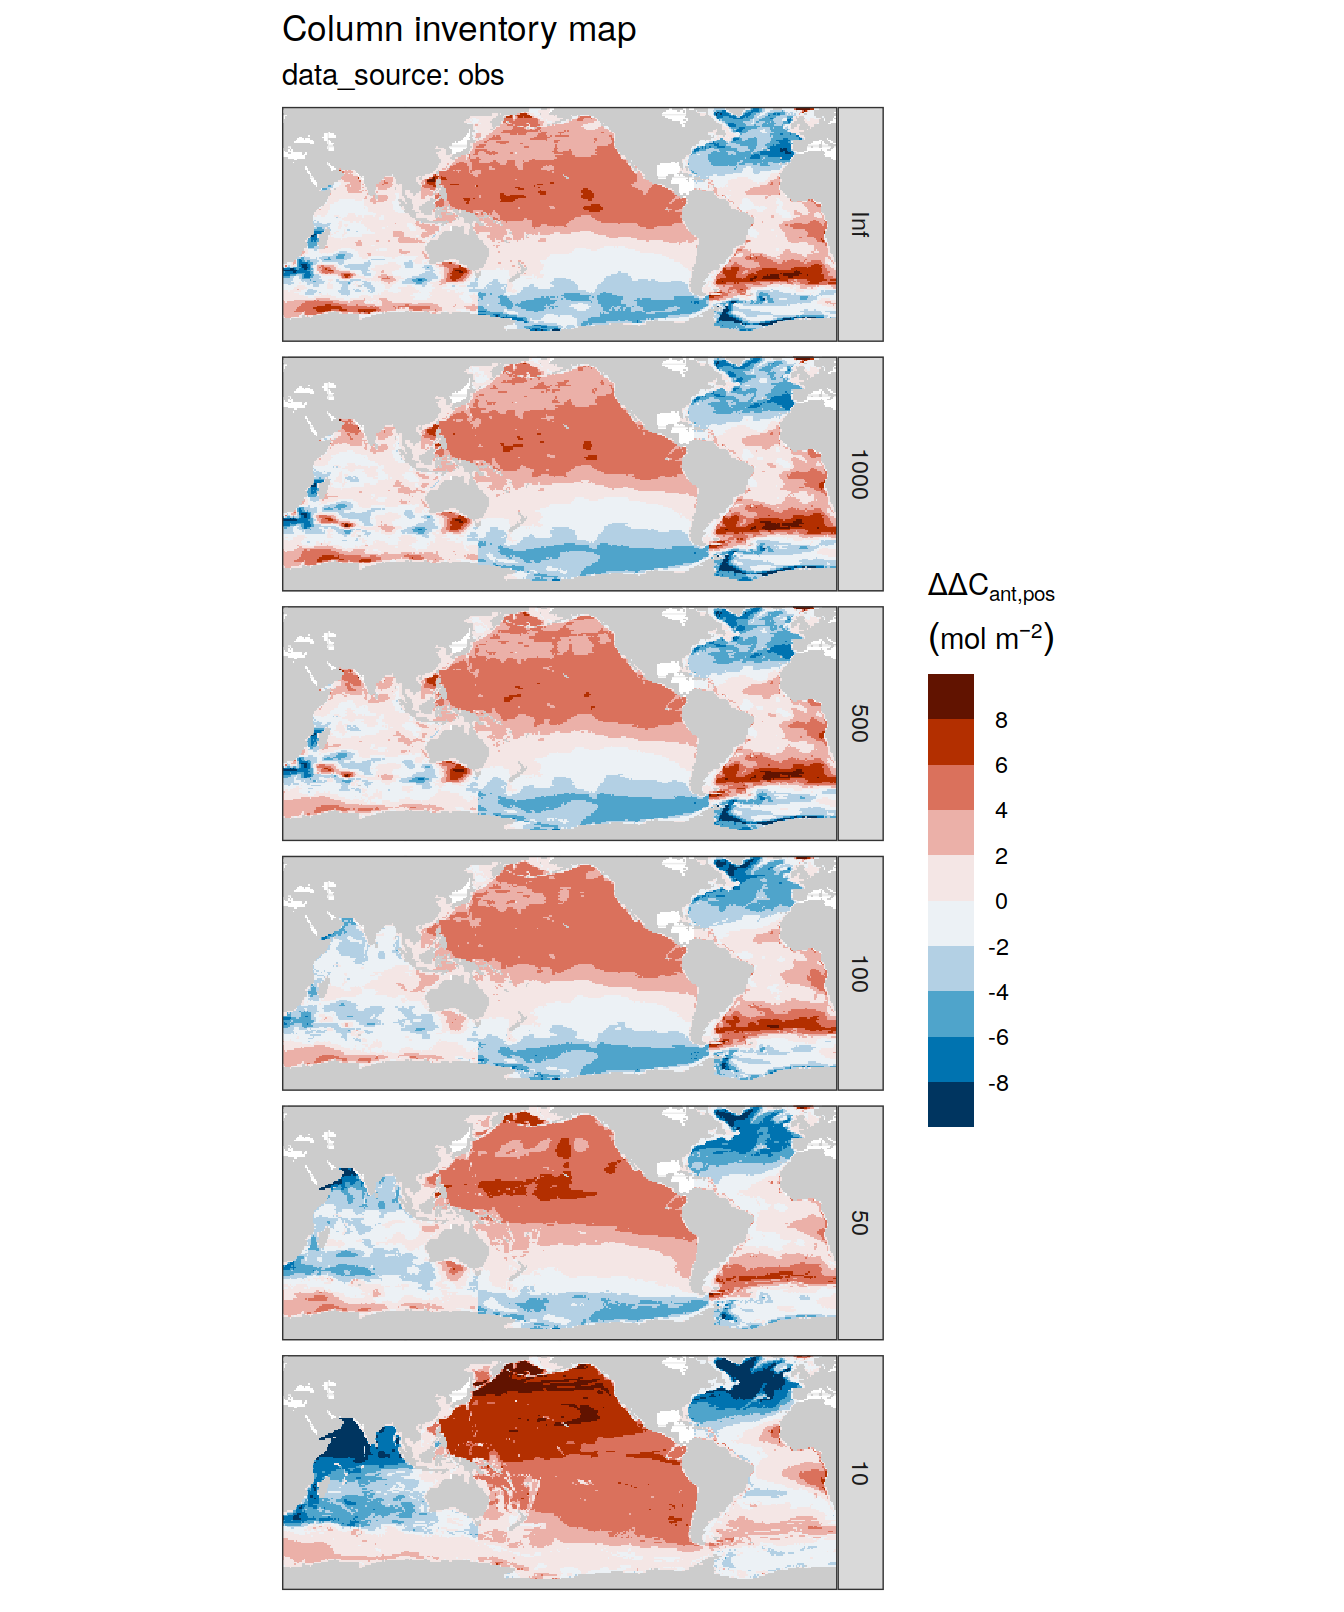 Column inventory map
data_source: obs
Inf
1000
500
100
50
10
ΔΔCant,pos
(mol m−2)
8
6
4
2
0
-2
-4
-6
-8